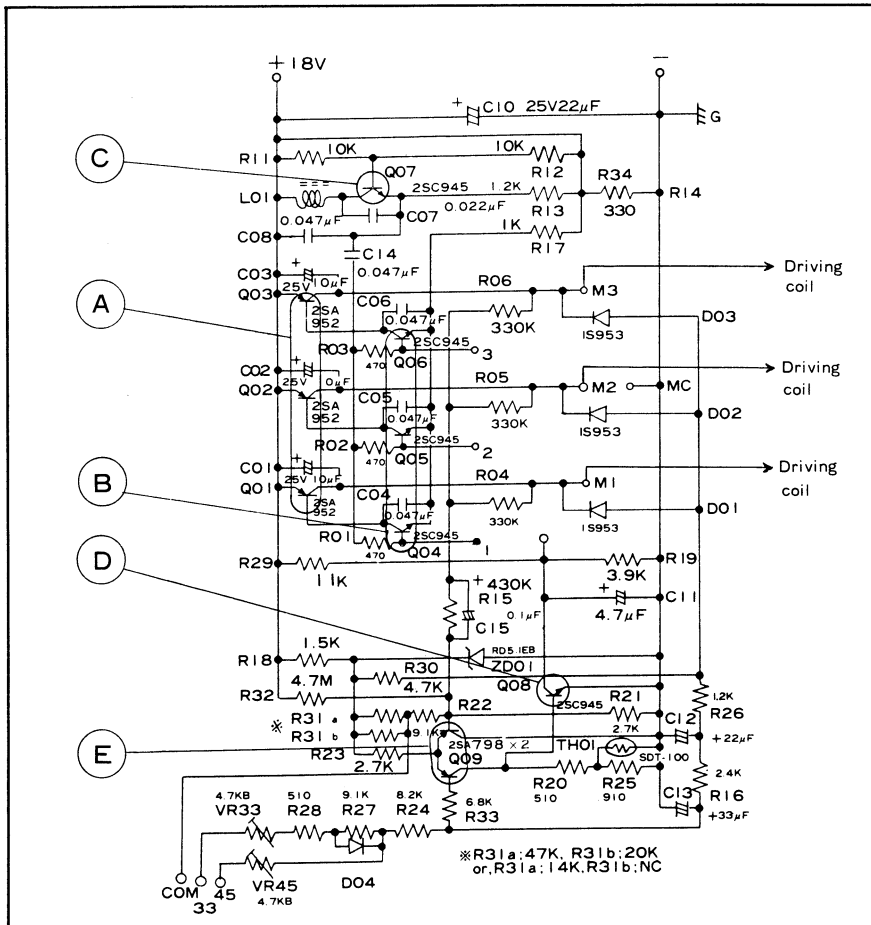 + 18V
−
+ C10 25V22μF
G
C
R11 10K 10K
Q07 R12 R34
L01 2SC945 1.2K R14
0.047μF C07 0.022μF R13 330
C08 1K
C14 R17
0.047μF
C03 + 10μF R06 Driving
coil
25V C06 M3
A
Q03 2SA 0.047μF D03
952 2SC945 330K 1S953
R03 3
470 Q06
C02 + 0μF R05 Driving
coil
25V C05 M2 MC
Q02 2SA 0.047μF D02
952 2SC945 330K 1S953
R02 2
470 Q05
C01 + R04 Driving
coil
25V 10μF C04 M1
Q01 2SA 0.047μF D01
B
952 2SC945 330K 1S953
R01 1
470 Q04
D
R29 R19
11K 3.9K
+ 430K +
R15 C11
0.1μF 4.7μF
C15
1.5K RD5.1EB
R18 ZD01
4.7M R30 Q08
R32 4.7K R21 1.2K
R22 2SC945 R26
※ R31 a 2.7K C12
R31 b 9.1K 2SA798 ×2 TH01 +22μF
E
R23 Q09 SDT-100
2.7K 2.4K
R20 R25 C13 R16
510 .910
4.7KB 510 9.1K 8.2K 6.8K +33μF
VR33 R28 R27 R24 R33
※R31a;47K, R31b;20K
or,R31a;14K,R31b;NC
COM 33 45 VR45 D04
4.7KB